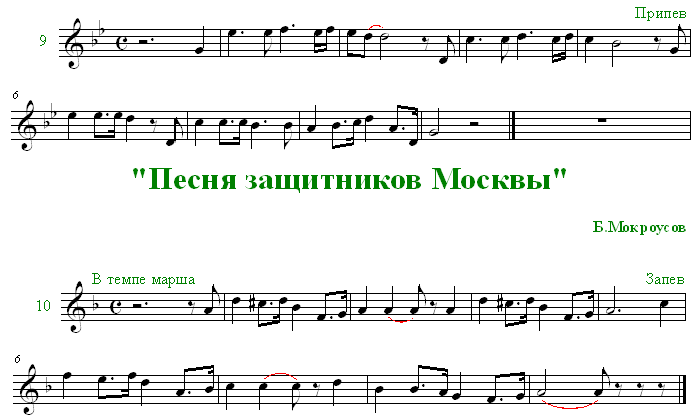 Припев
9
6
"Песня защитников Москвы"
Б.Мокроусов
В темпе марша
Запев
10
6